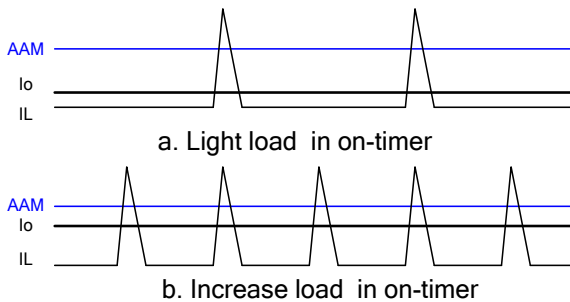 AAM
Io
IL
a. Light load in on-timer
AAM
Io
IL
b. Increase load in on-timer